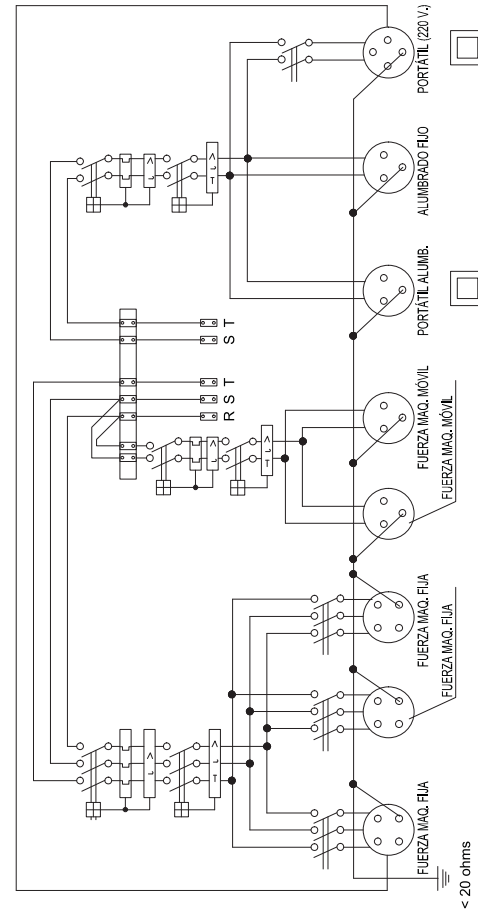 R S T
S T
FUERZA MAQ. FIJA
FUERZA MAQ. FIJA
FUERZA MAQ. FIJA
FUERZA MAQ. MÓVIL
FUERZA MAQ. MÓVIL
PORTÁTIL ALUMB.
ALUMBRADO FIJO
PORTÁTIL (220 V.)
< 20 ohms